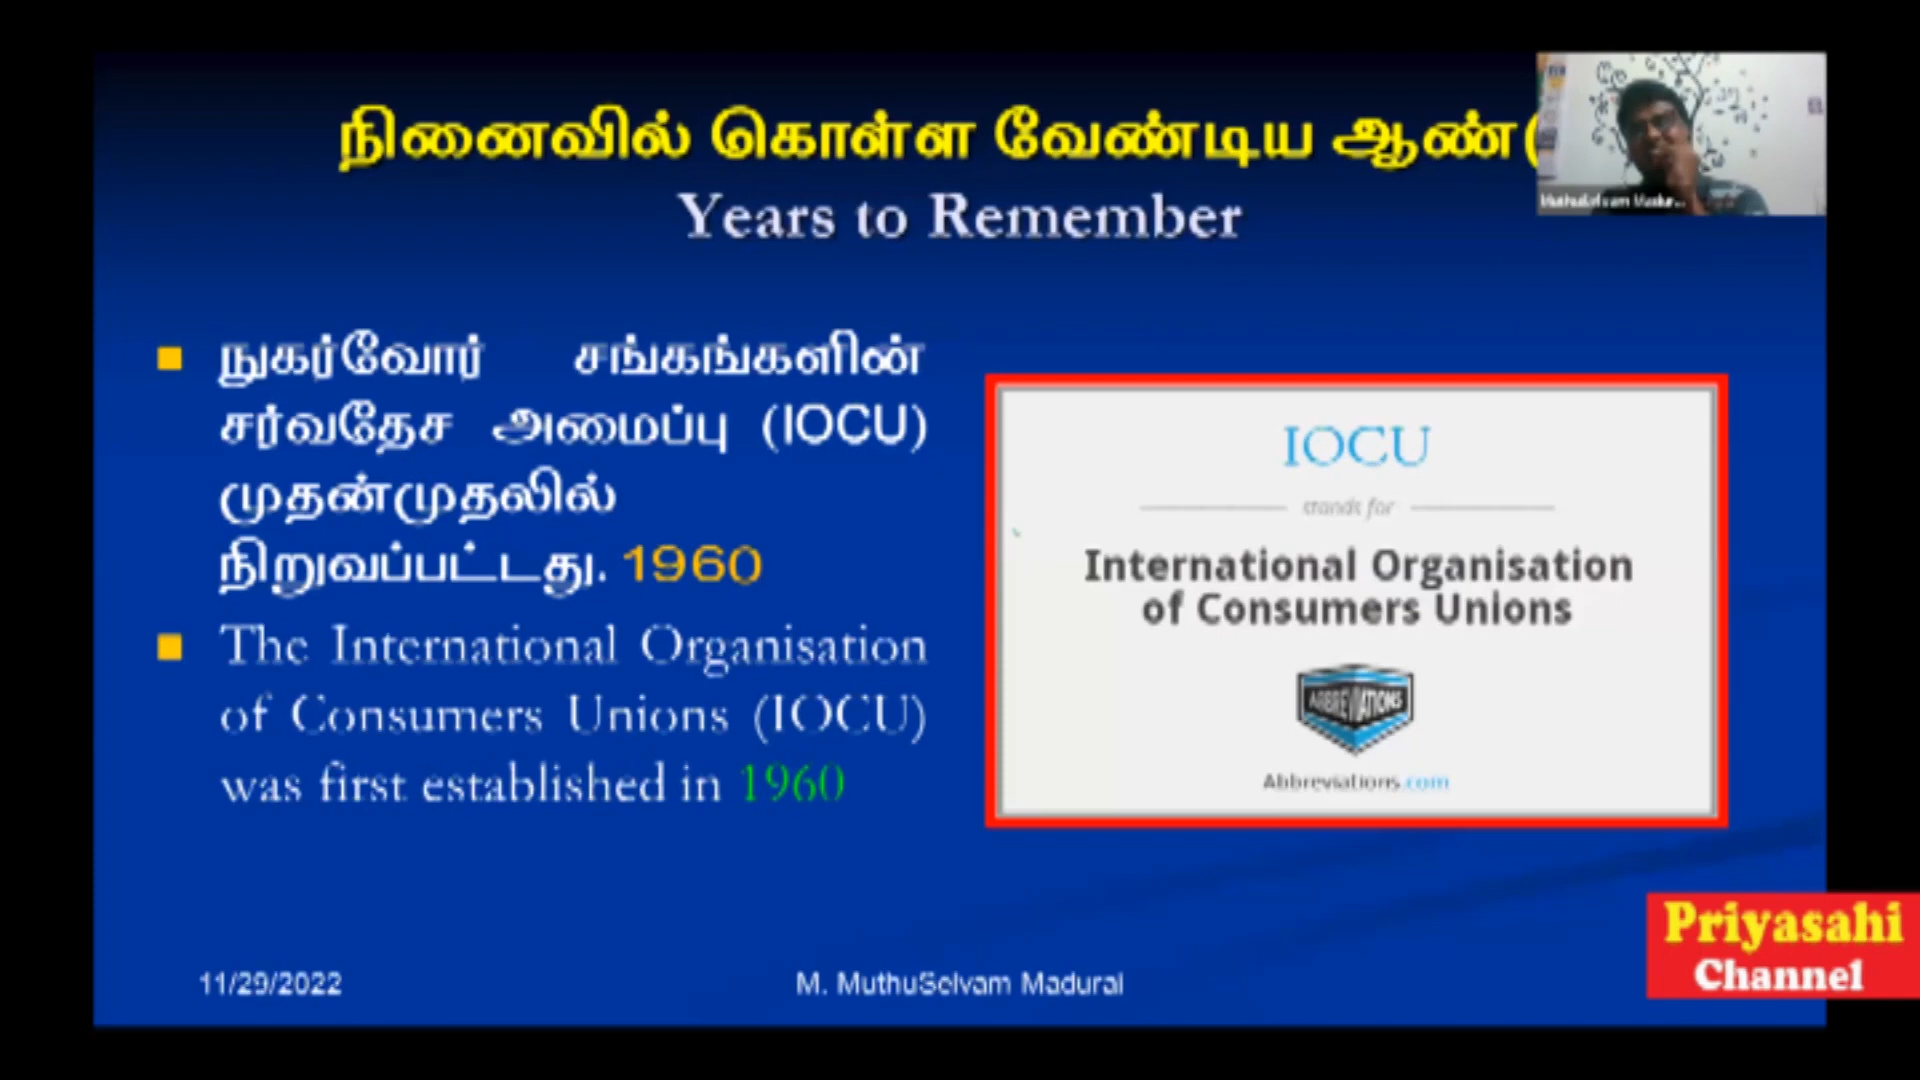 நினைவில் கொள்ள வேண்டிய
Years to Remember
நுகர்வோர் சங்கங்களின்
சர்வதேச அமைப்பு (IOCU)
முதன்முதலில்
நிறுவப்பட்டது. 1960
The International Organisation
of Consumers Unions (IOCU)
was first established in 1960
IOCU
stands for
International Organisation
of Consumers Unions
ABBREVIATIONS
Abbreviations.com
11/29/2022
M. MuthuSelvam Madurai
Priyasahi
Channel